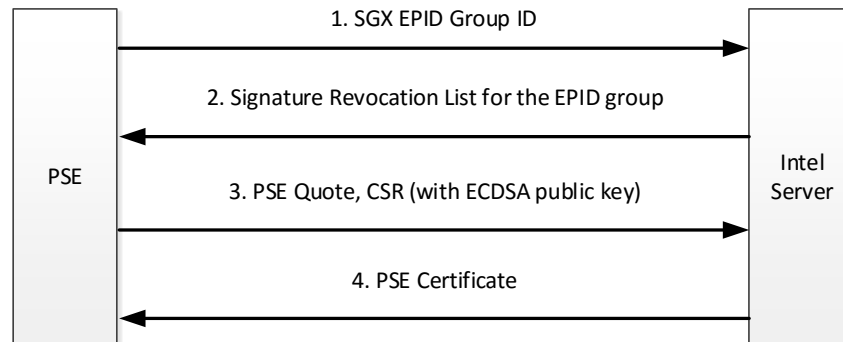 1. SGX EPID Group ID
2. Signature Revocation List for the EPID group
PSE
Intel
Server
3. PSE Quote, CSR (with ECDSA public key)
4. PSE Certificate